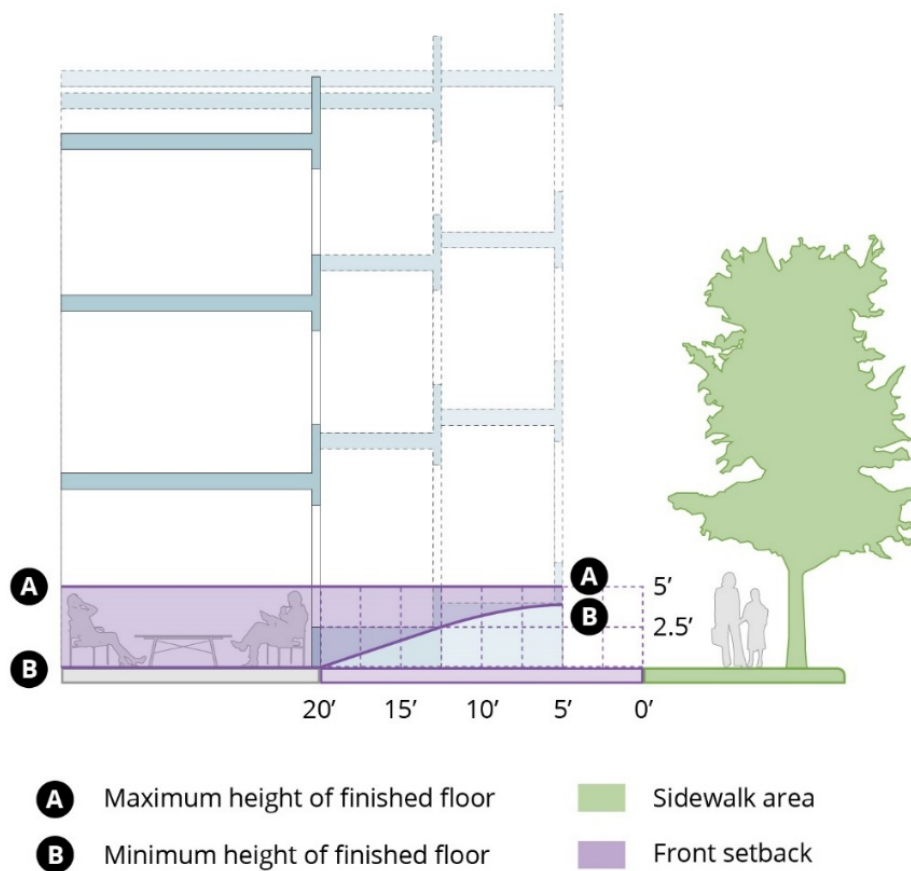 A A 5’
B 2.5’
B
20’ 15’ 10’ 5’ 0’
A Maximum height of finished floor Sidewalk area
B Minimum height of finished floor Front setback